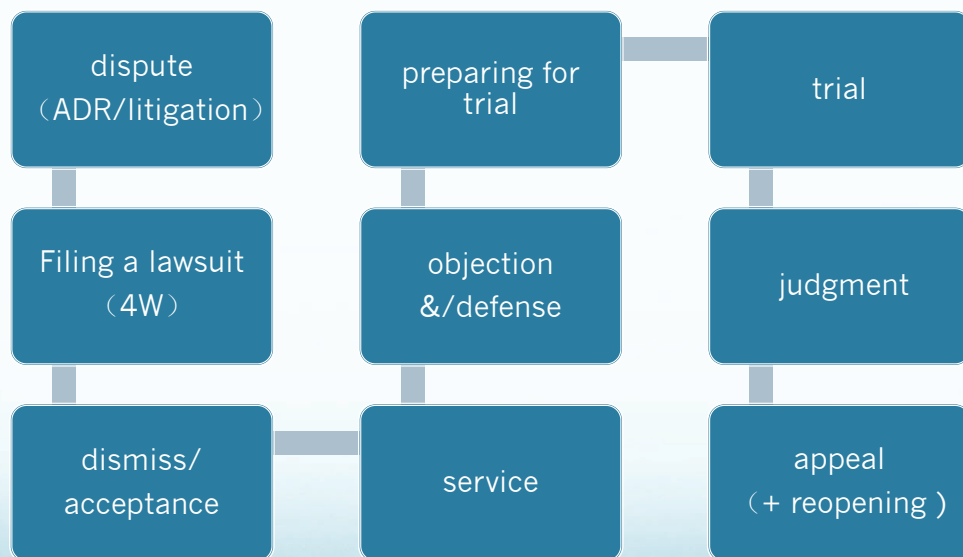 dispute
（ADR/litigation）
Filing a lawsuit
（4W）
dismiss/
acceptance
service
objection
&/defense
preparing for
trial
trial
judgment
appeal
（+ reopening )